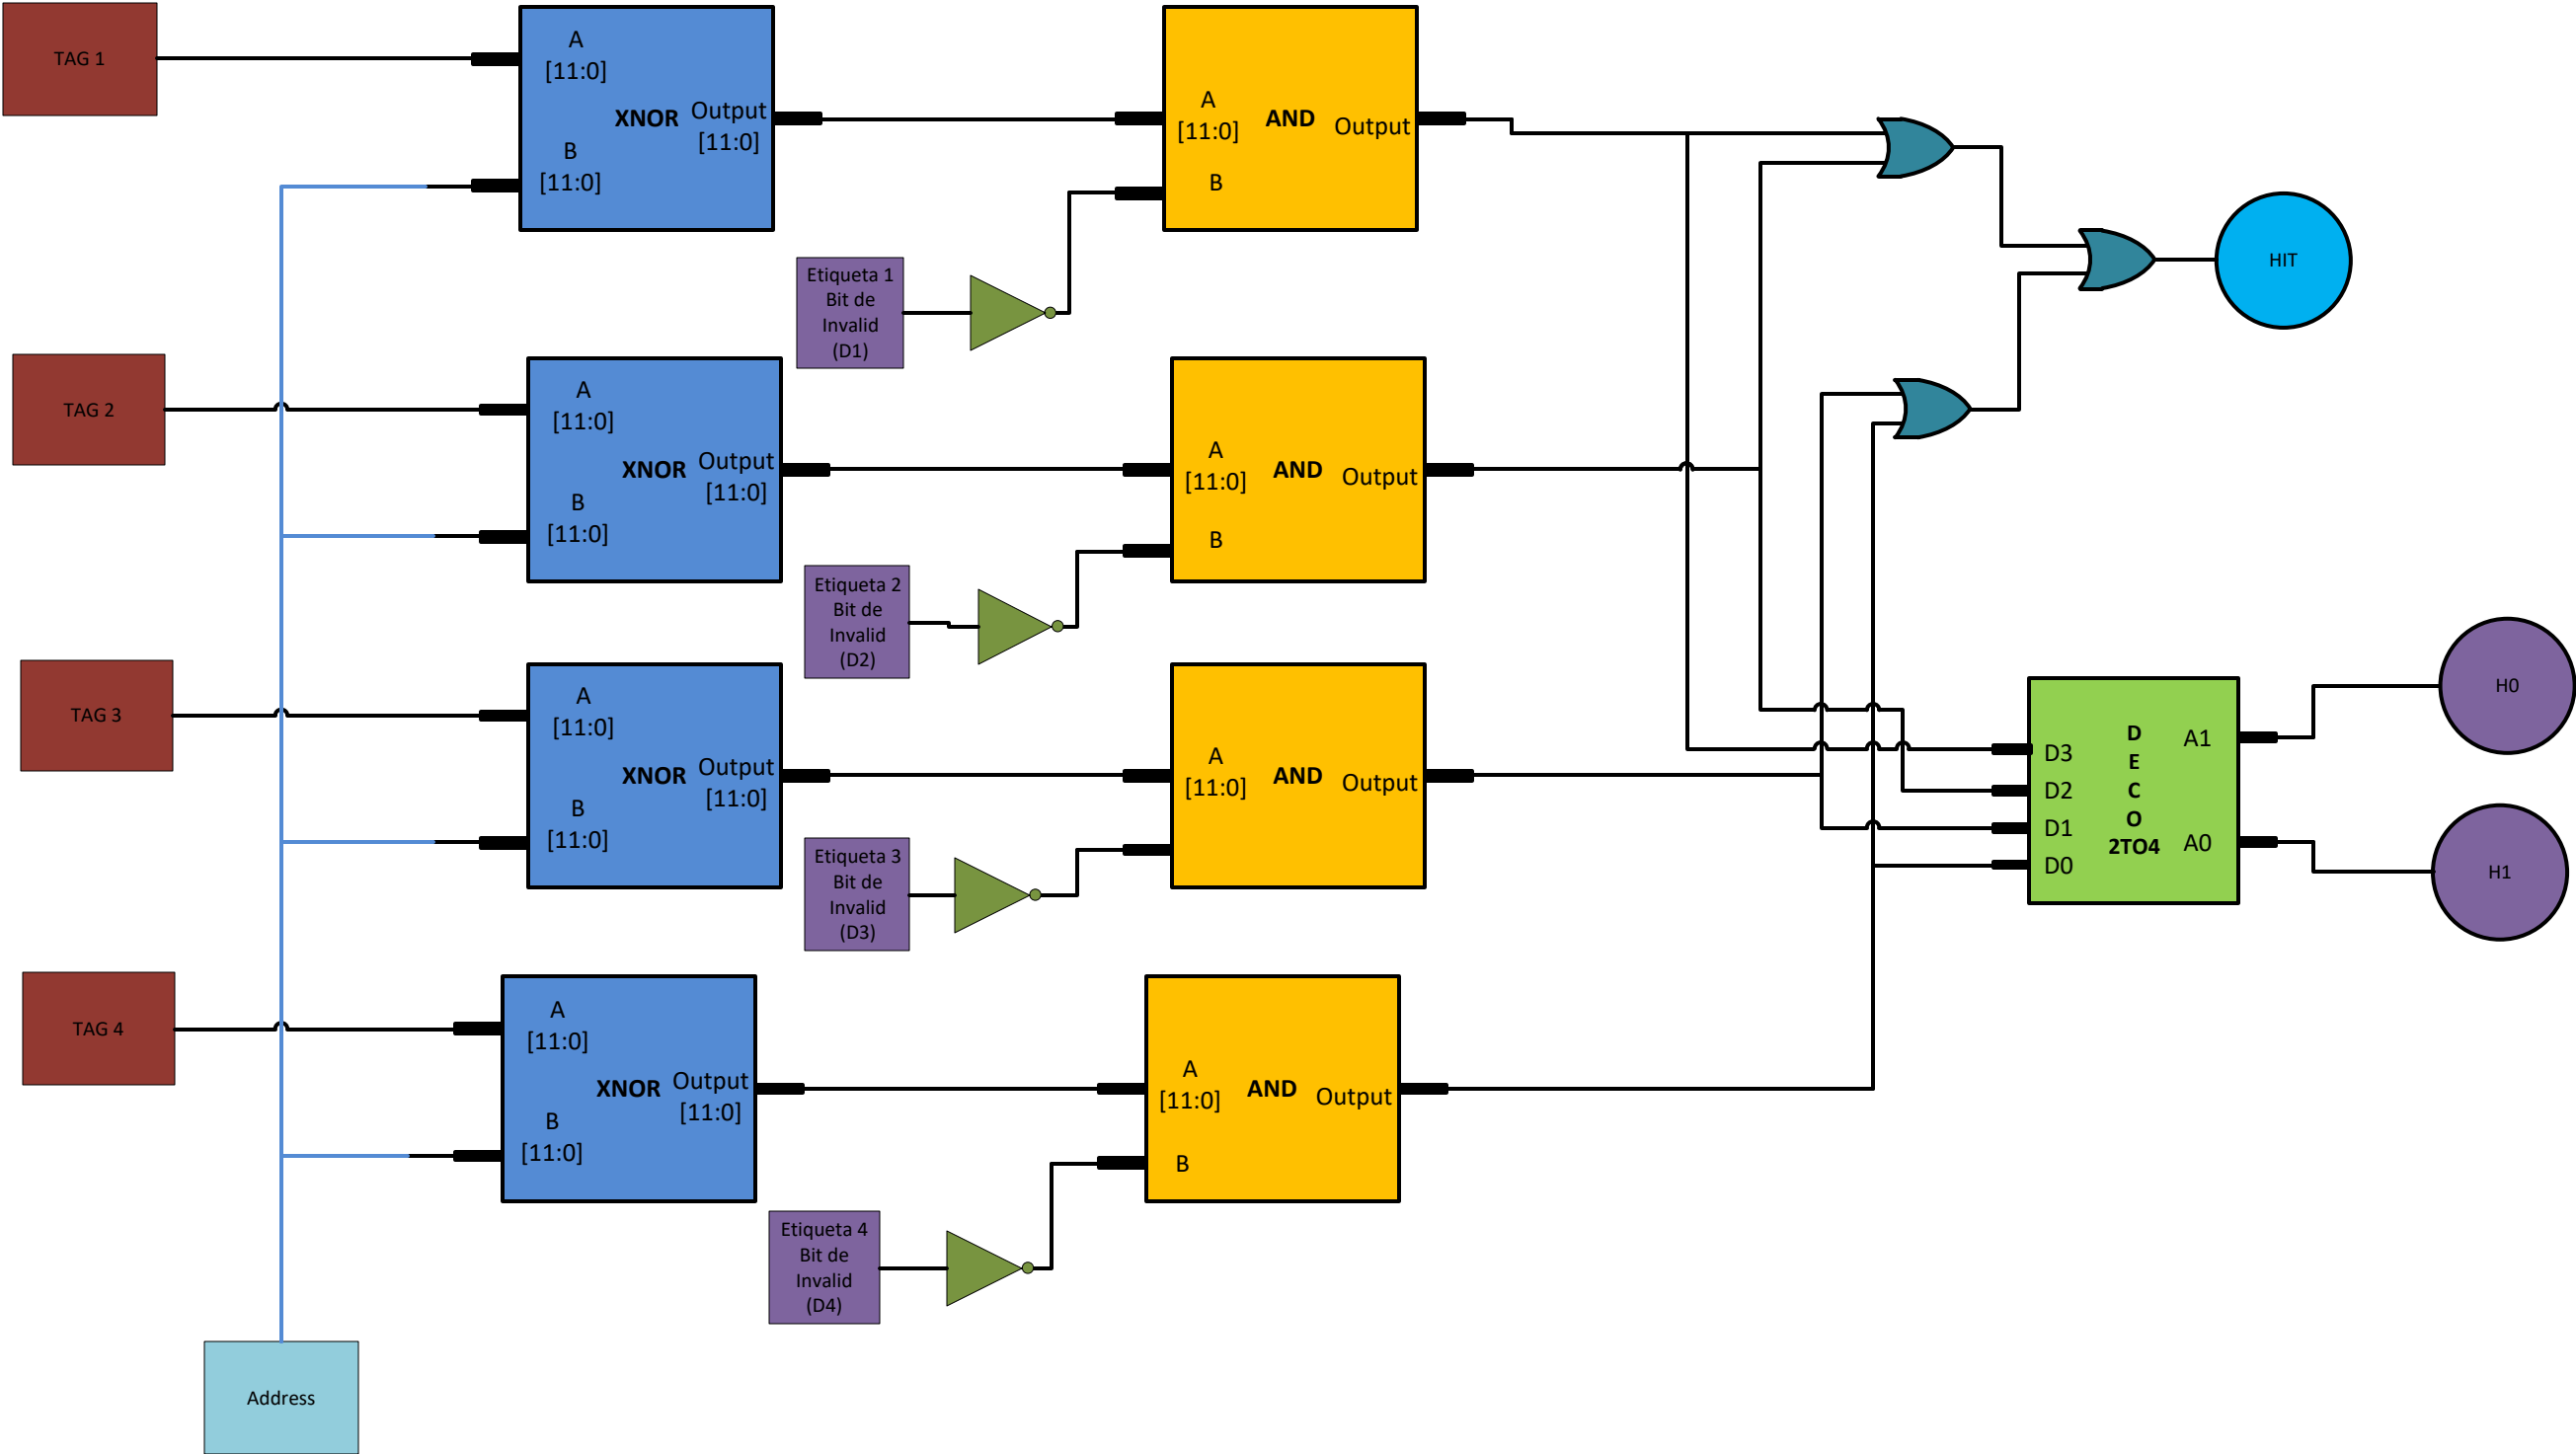 TAG 1
A
[11:0]
XNOR
Output
[11:0]
B
[11:0]
A
[11:0]
AND
Output
B
Etiqueta 1
Bit de
Invalid
(D1)
HIT
TAG 2
A
[11:0]
XNOR
Output
[11:0]
B
[11:0]
A
[11:0]
AND
Output
B
Etiqueta 2
Bit de
Invalid
(D2)
TAG 3
A
[11:0]
XNOR
Output
[11:0]
B
[11:0]
A
[11:0]
AND
Output
Etiqueta 3
Bit de
Invalid
(D3)
D3
D2
D1
D0
D
E
C
O
2TO4
A1
A0
H0
H1
TAG 4
A
[11:0]
XNOR
Output
[11:0]
B
[11:0]
A
[11:0]
AND
Output
B
Etiqueta 4
Bit de
Invalid
(D4)
Address